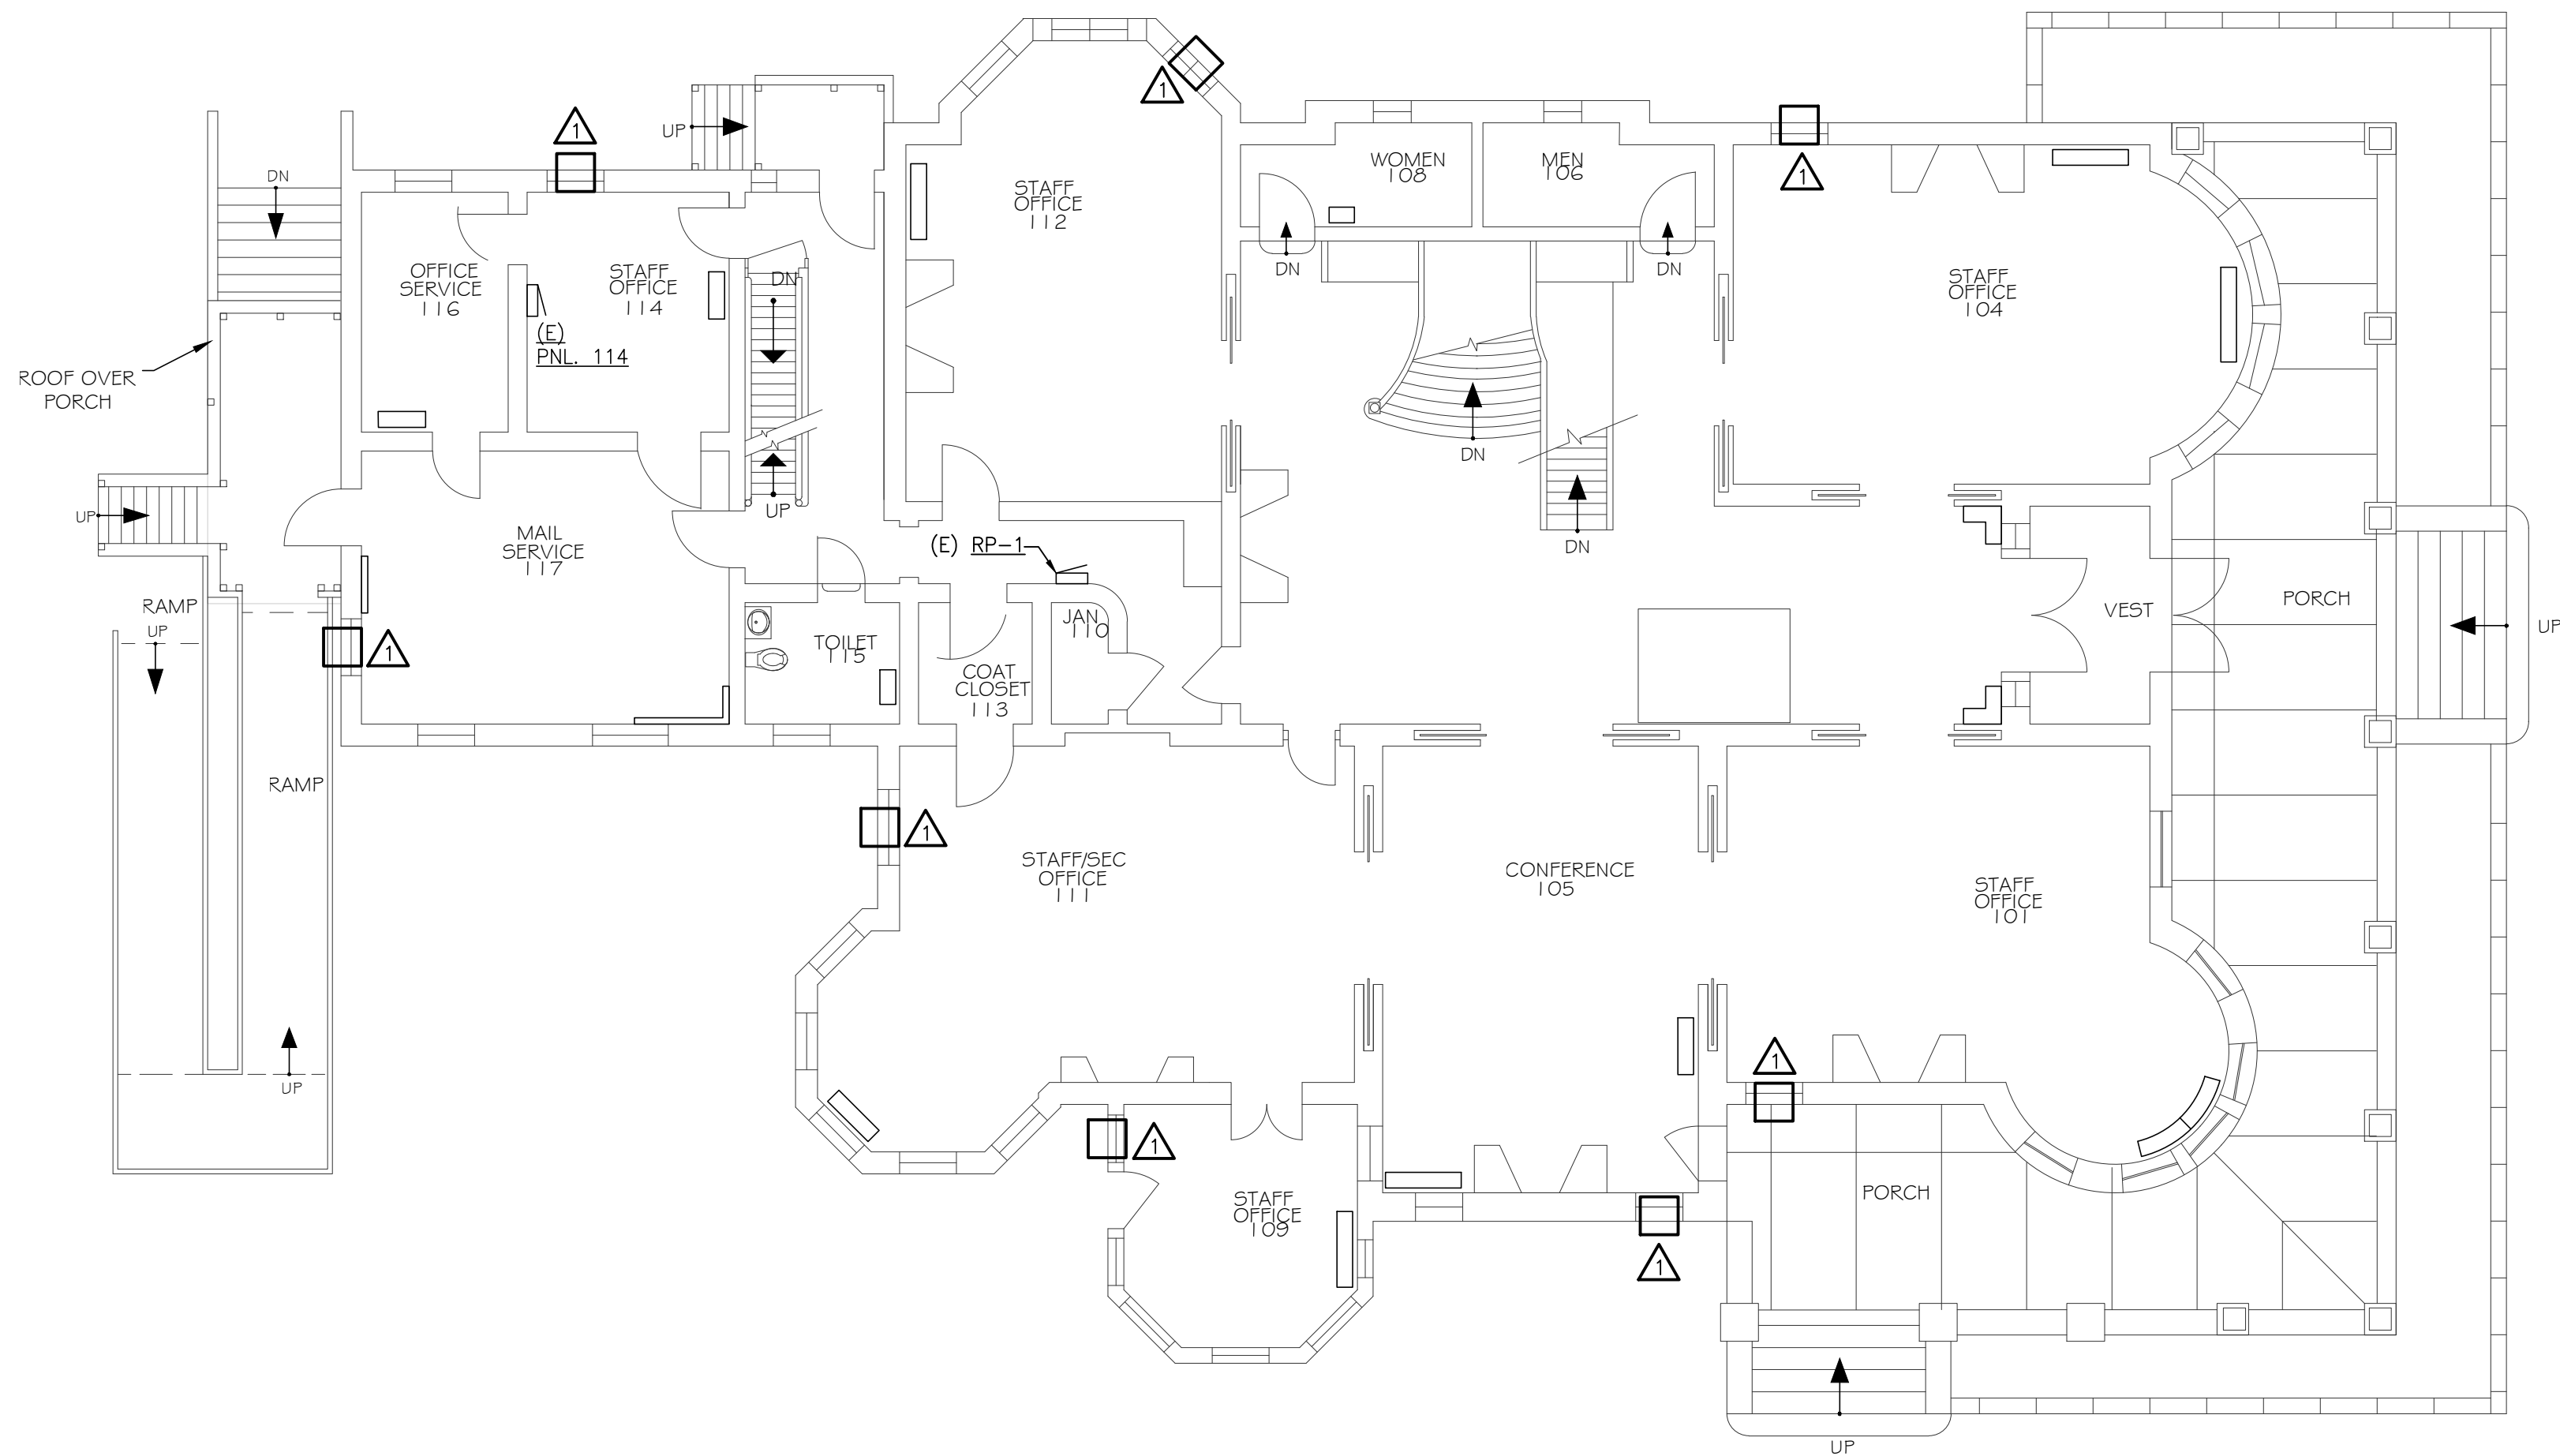 1
1
UP
DN
WOMEN
108
MEN
106
1
1
STAFF
OFFICE
112
OFFICE
SERVICE
116
STAFF
OFFICE
114
DN
DN
DN
STAFF
OFFICE
104
(E)
PNL. 114
ROOF OVER
PORCH
DN
UP
UP
MAIL
SERVICE
117
(E) RP-1
DN
RAMP
UP
1
TOILET
115
JAN
110
COAT
CLOSET
113
VEST
PORCH
UP
RAMP
1
STAFF/SEC
OFFICE
111
CONFERENCE
105
STAFF
OFFICE
101
UP
1
1
STAFF
OFFICE
109
PORCH
1
UP